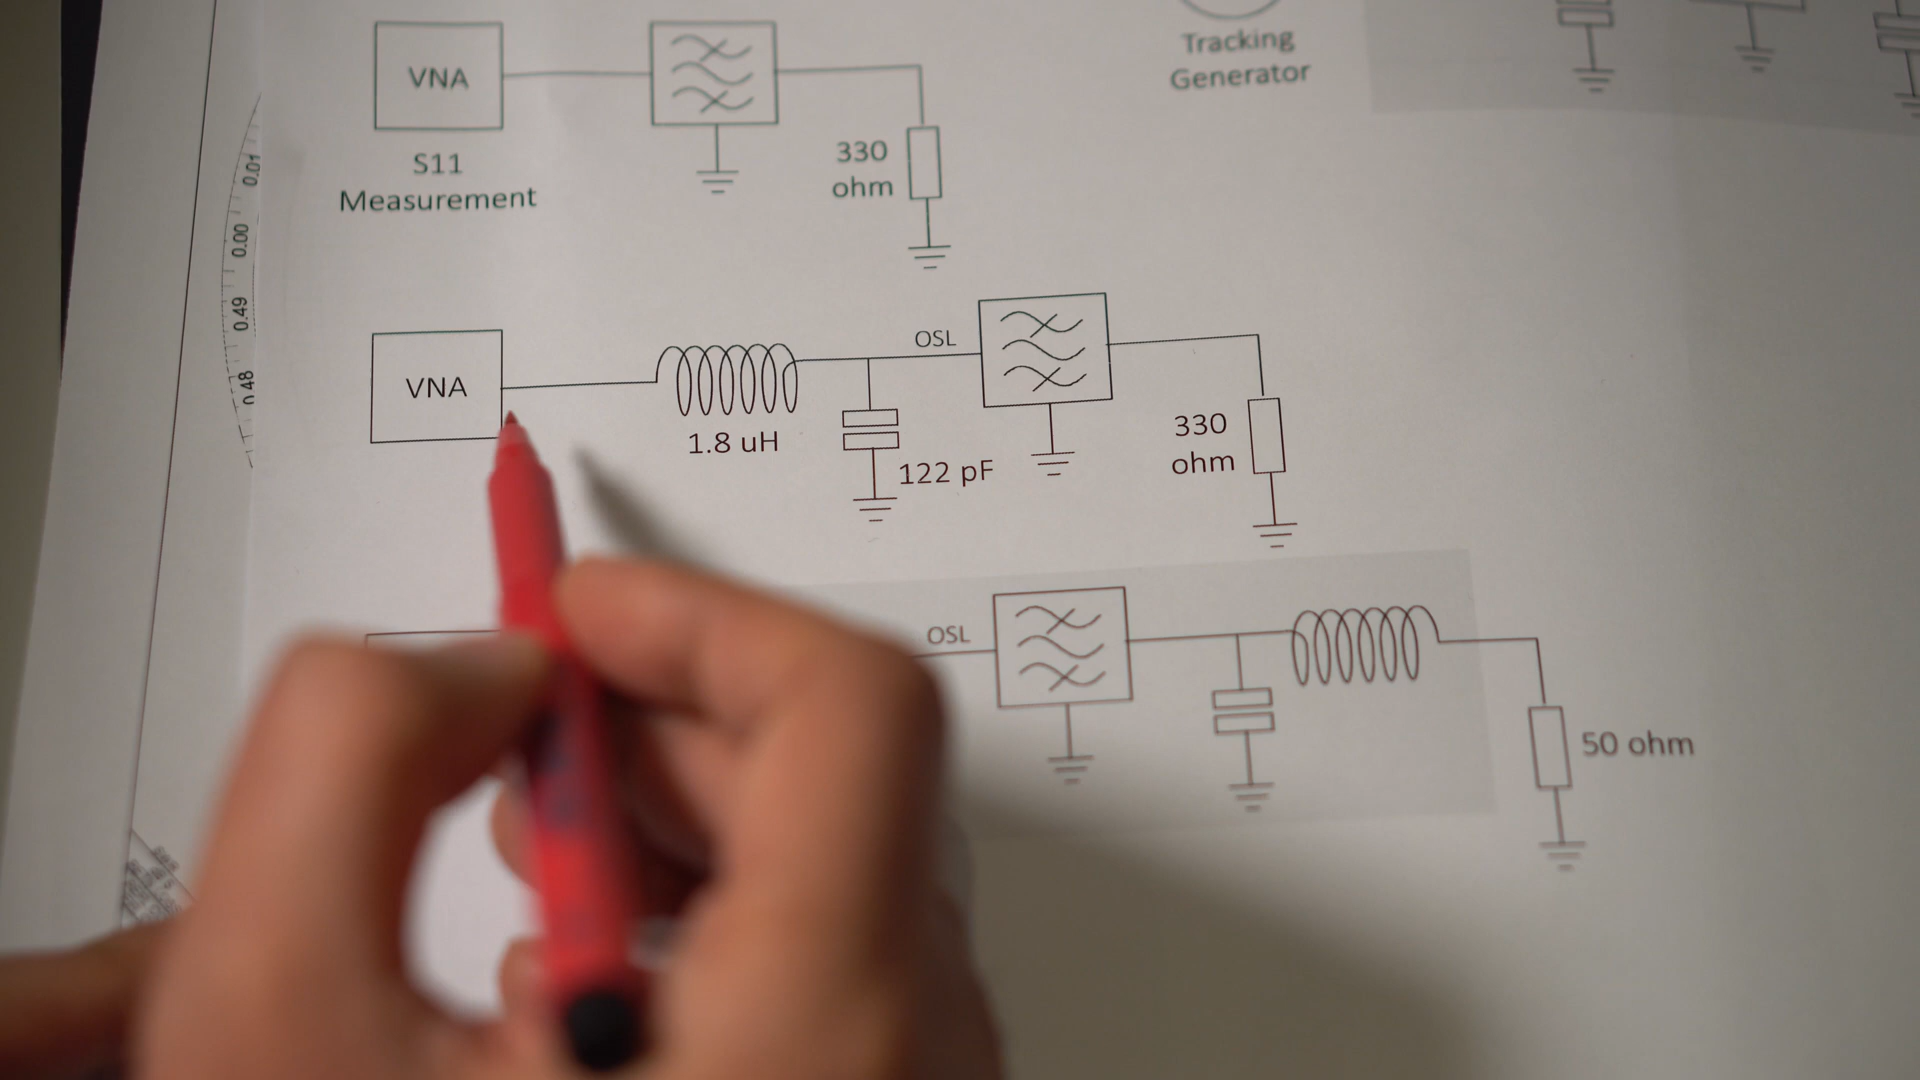 Tracking
Generator
VNA
S11
Measurement
330
ohm
0.01
0.00
0.49
0.48
VNA
1.8 uH
OSL
122 pF
330
ohm
OSL
50 ohm